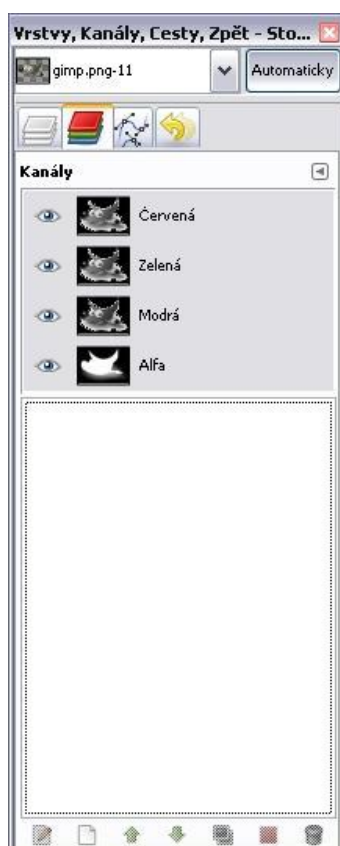 Vrstvy, Kanály, Cesty, Zpět - Sto...
gimp.png-11
Automaticky
Kanály
Červená
Zelená
Modrá
Alfa